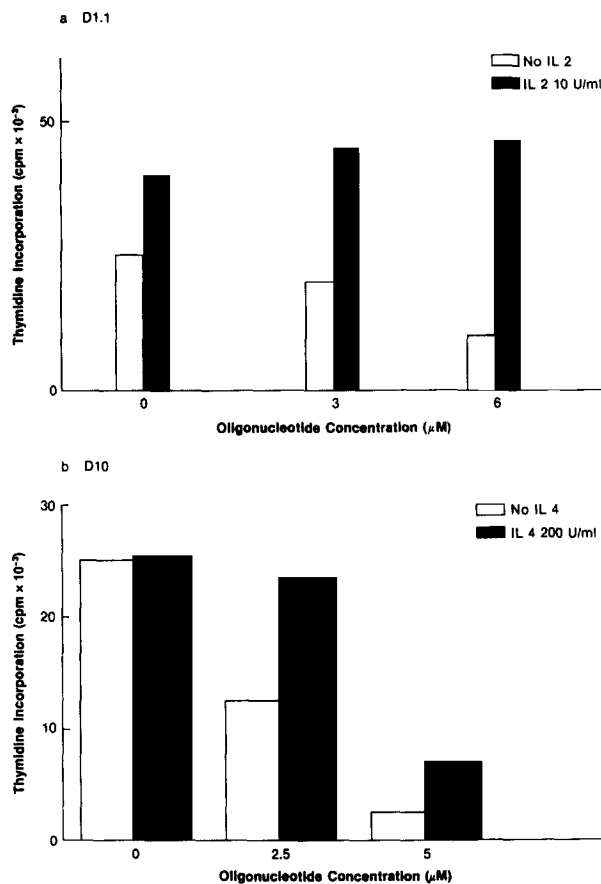 a D1.1
No IL 2
IL 2 10 U/ml
50
0
Thymidine Incorporation (cpm × 10⁻³)
0 3 6
Oligonucleotide Concentration (μM)
b D10
No IL 4
IL 4 200 U/ml
30
20
10
0
Thymidine Incorporation (cpm × 10⁻³)
0 2.5 5
Oligonucleotide Concentration (μM)